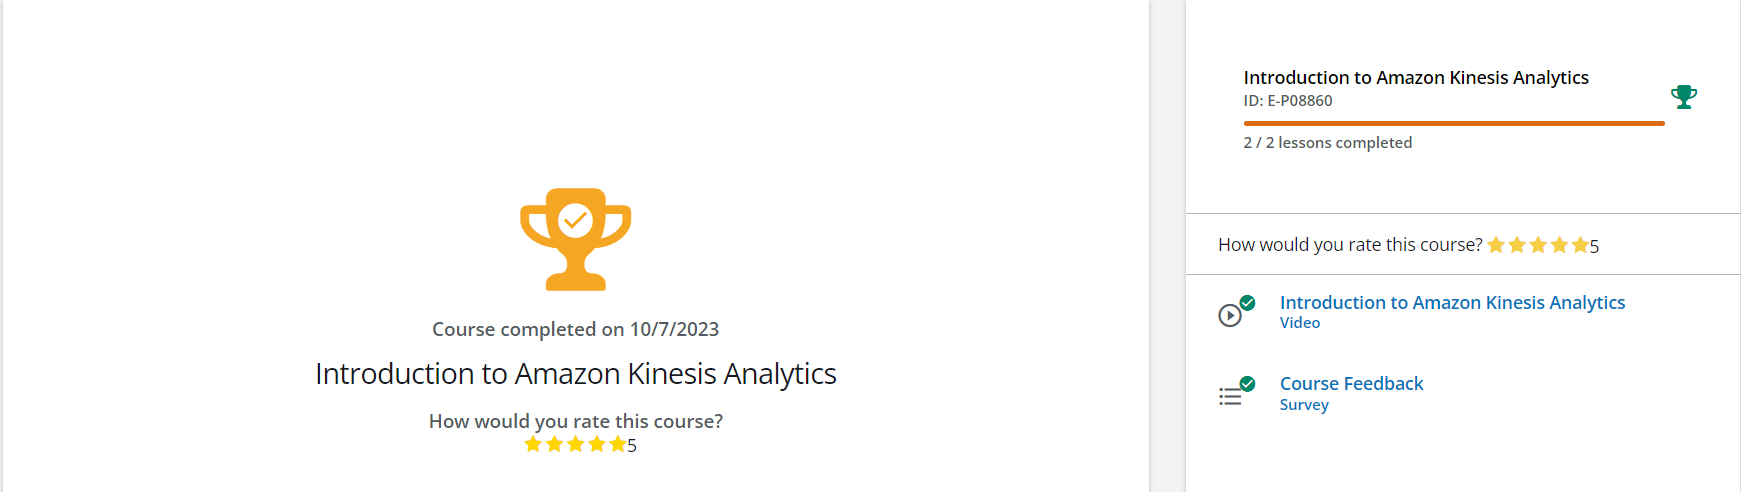 Course completed on 10/7/2023
Introduction to Amazon Kinesis Analytics
How would you rate this course?
5
Introduction to Amazon Kinesis Analytics
ID: E-P08860
2 / 2 lessons completed
How would you rate this course? 5
Introduction to Amazon Kinesis Analytics
Video
Course Feedback
Survey